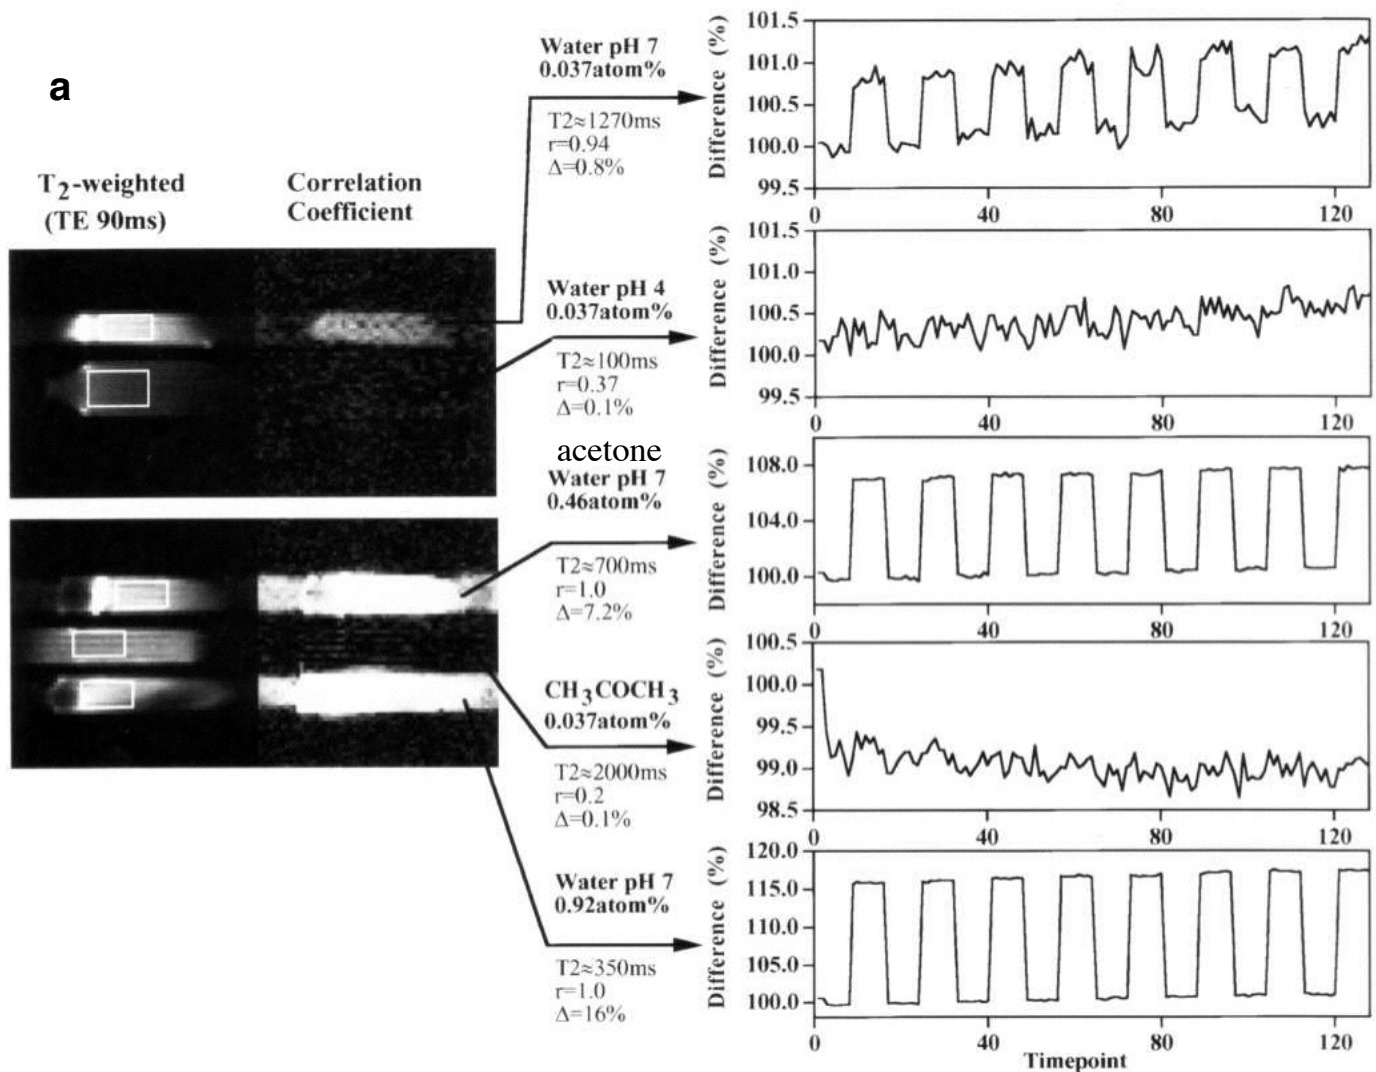 a
T2-weighted
(TE 90ms)
Correlation
Coefficient
Water pH 7
0.037atom%
T2≈1270ms
r=0.94
Δ=0.8%
Difference (%)
101.5
101.0
100.5
100.0
99.5
0 40 80 120
Water pH 4
0.037atom%
T2≈100ms
r=0.37
Δ=0.1%
Difference (%)
101.5
101.0
100.5
100.0
99.5
0 40 80 120
acetone
Water pH 7
0.46atom%
T2≈700ms
r=1.0
Δ=7.2%
Difference (%)
108.0
104.0
100.0
0 40 80 120
CH3COCH3
0.037atom%
T2≈2000ms
r=0.2
Δ=0.1%
Difference (%)
100.5
100.0
99.5
99.0
98.5
0 40 80 120
Water pH 7
0.92atom%
T2≈350ms
r=1.0
Δ=16%
Difference (%)
120.0
115.0
110.0
105.0
100.0
0 40 80 120
Timepoint